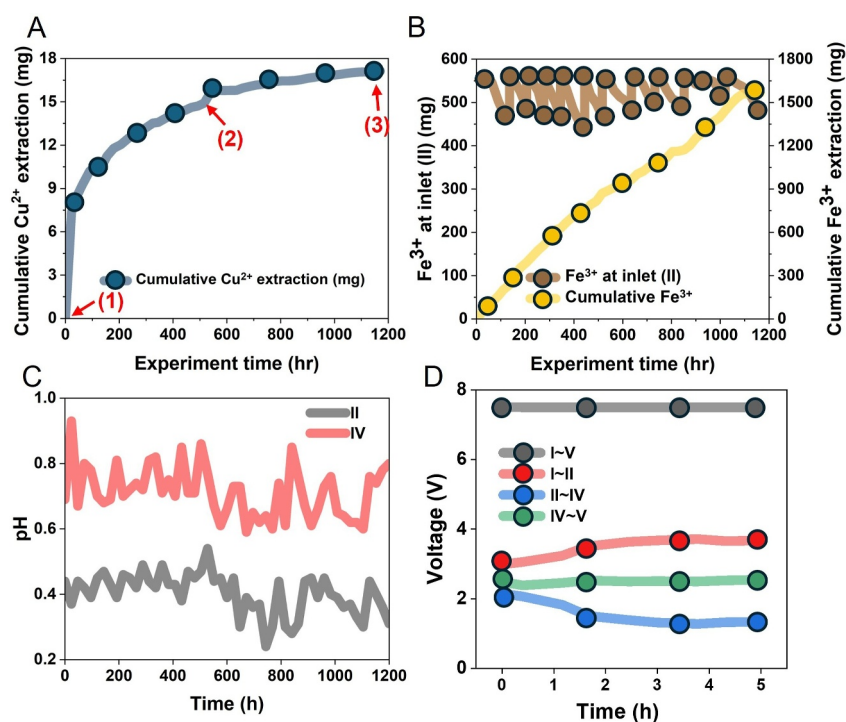 A
Cumulative Cu²⁺ extraction (mg)
18
15
12
9
6
3
0
(1)
(2)
(3)
Cumulative Cu²⁺ extraction (mg)
0 200 400 600 800 1000 1200
Experiment time (hr)
B
Fe³⁺ at inlet (II) (mg)
600
500
400
300
200
100
0
Fe³⁺ at inlet (II)
Cumulative Fe³⁺
1800
1500
1200
900
600
300
0
Cumulative Fe³⁺ extraction (mg)
0 200 400 600 800 1000 1200
Experiment time (hr)
C
pH
1.0
0.8
0.6
0.4
0.2
II
IV
0 200 400 600 800 1000 1200
Time (h)
D
Voltage (V)
8
6
4
2
0
I~V
I~II
II~IV
IV~V
0 1 2 3 4 5
Time (h)